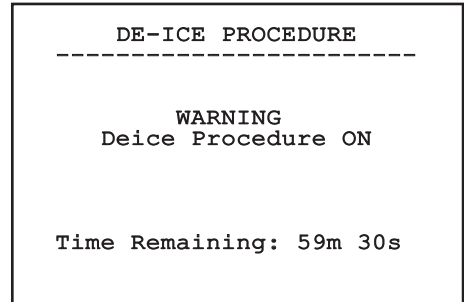 DE-ICE PROCEDURE
------------------------
WARNING
Deice Procedure ON
Time Remaining: 59m 30s